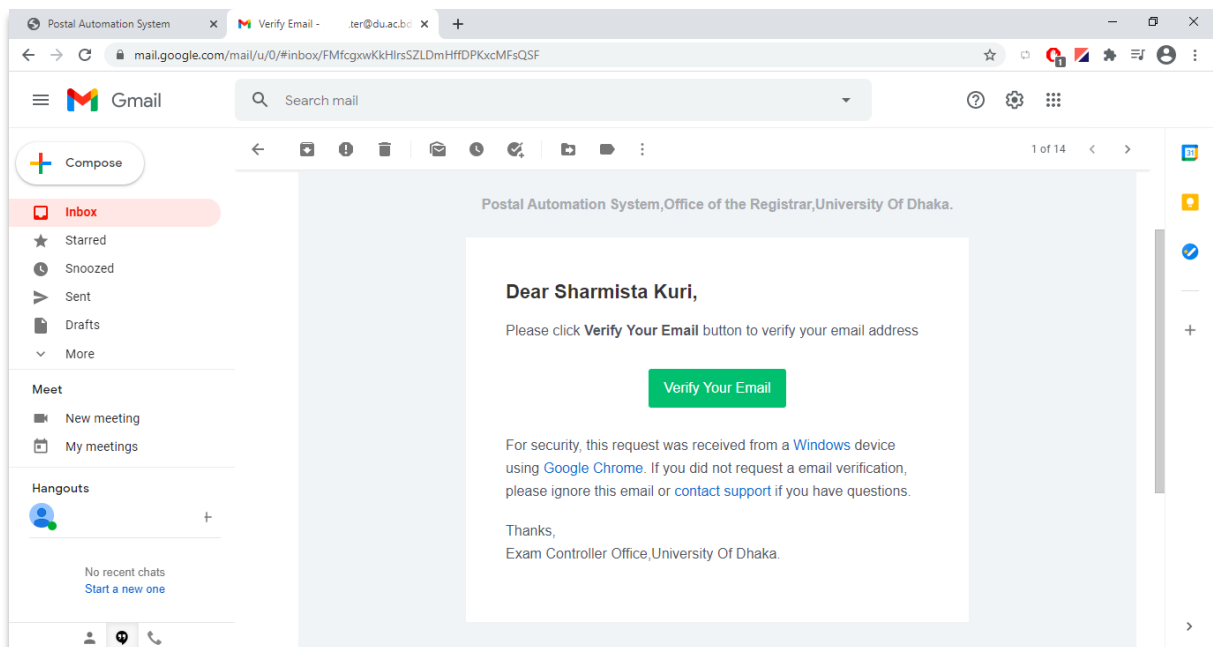 Postal Automation System
Verify Email - .ter@du.ac.bd
mail.google.com/mail/u/0/#inbox/FMfcgxwKkHlrsSZLDmHffDPKxcMFsQSF
1
Gmail
Search mail
Compose
1 of 14
31
Inbox
Starred
Snoozed
Sent
Drafts
More
Meet
New meeting
My meetings
Hangouts
No recent chats
Start a new one
Postal Automation System,Office of the Registrar,University Of Dhaka.
Dear Sharmista Kuri,
Please click Verify Your Email button to verify your email address
Verify Your Email
For security, this request was received from a Windows device
using Google Chrome. If you did not request a email verification,
please ignore this email or contact support if you have questions.
Thanks,
Exam Controller Office,University Of Dhaka.